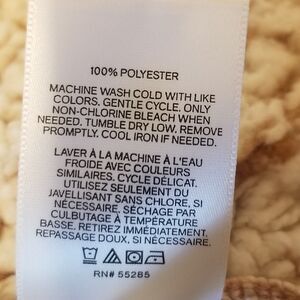 100% POLYESTER
MACHINE WASH COLD WITH LIKE
COLORS. GENTLE CYCLE. ONLY
NON-CHLORINE BLEACH WHEN
NEEDED. TUMBLE DRY LOW. REMOVE
PROMPTLY. COOL IRON IF NEEDED.
LAVER À LA MACHINE À L'EAU
FROIDE AVEC COULEURS
SIMILAIRES. CYCLE DÉLICAT.
UTILISEZ SEULEMENT DU
JAVELLISANT SANS CHLORE, SI
NÉCESSAIRE. SÉCHAGE PAR
CULBUTAGE À TEMPÉRATURE
BASSE. RETIREZ IMMÉDIATEMENT.
REPASSAGE DOUX, SI NÉCESSAIRE.
RN# 55285